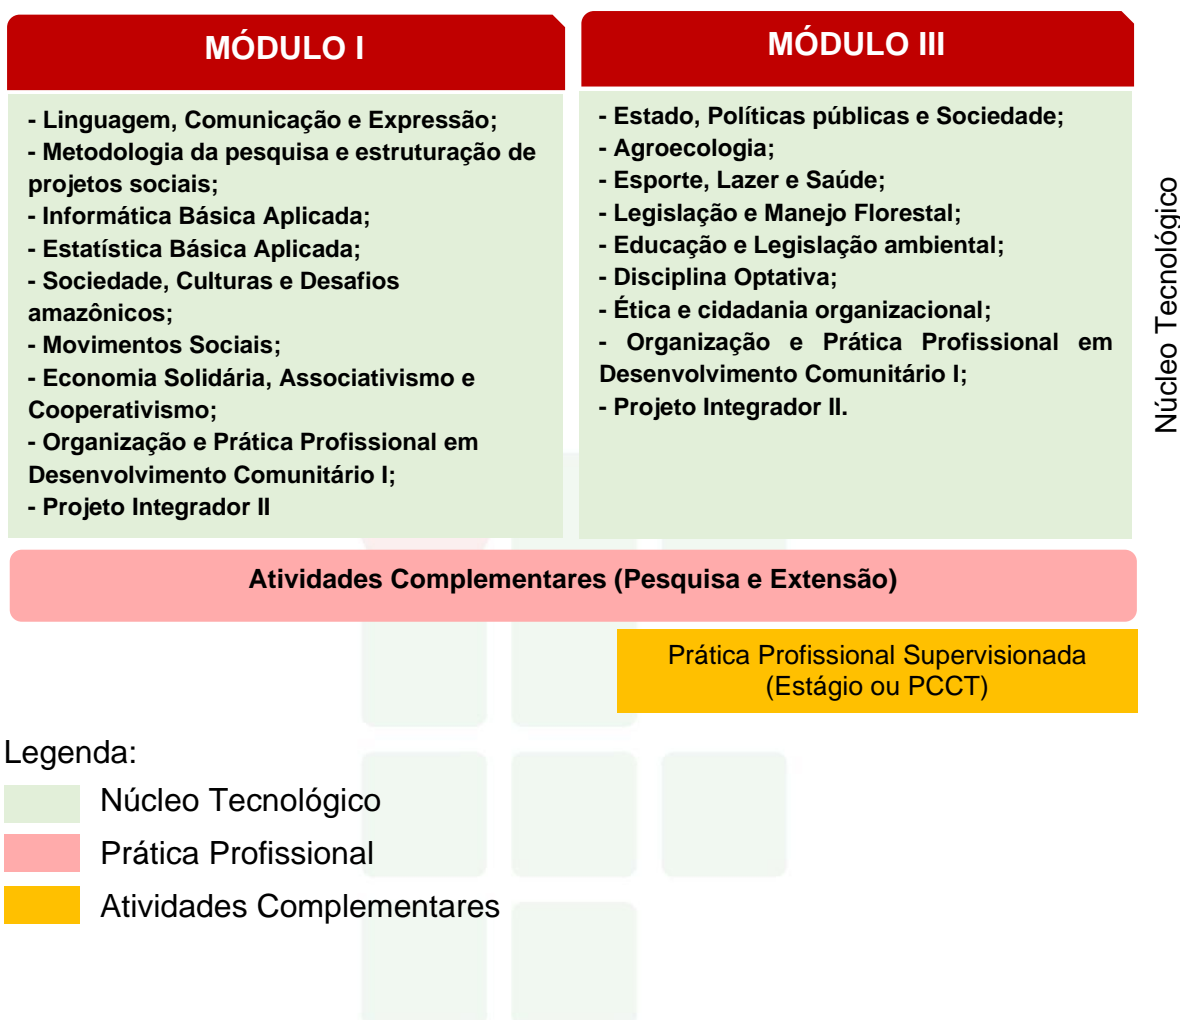 MÓDULO I
- Linguagem, Comunicação e Expressão;
- Metodologia da pesquisa e estruturação de
projetos sociais;
- Informática Básica Aplicada;
- Estatística Básica Aplicada;
- Sociedade, Culturas e Desafios
amazônicos;
- Movimentos Sociais;
- Economia Solidária, Associativismo e
Cooperativismo;
- Organização e Prática Profissional em
Desenvolvimento Comunitário I;
- Projeto Integrador II
MÓDULO III
- Estado, Políticas públicas e Sociedade;
- Agroecologia;
- Esporte, Lazer e Saúde;
- Legislação e Manejo Florestal;
- Educação e Legislação ambiental;
- Disciplina Optativa;
- Ética e cidadania organizacional;
- Organização e Prática Profissional em
Desenvolvimento Comunitário I;
- Projeto Integrador II.
Núcleo Tecnológico
Atividades Complementares (Pesquisa e Extensão)
Prática Profissional Supervisionada
(Estágio ou PCCT)
Legenda:
Núcleo Tecnológico
Prática Profissional
Atividades Complementares